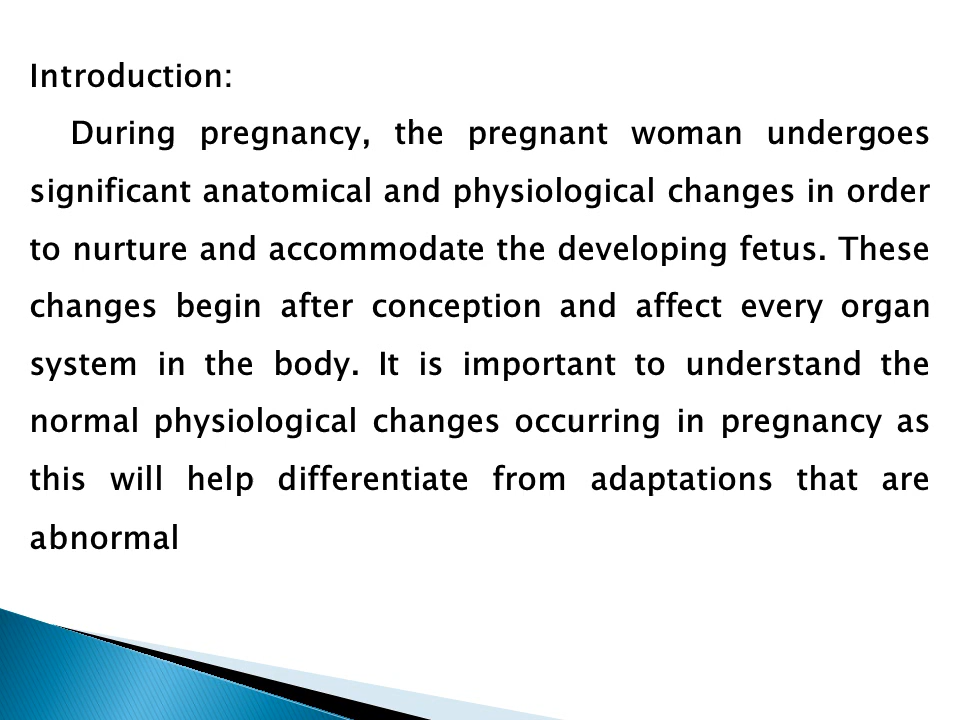 Introduction:
During pregnancy, the pregnant woman undergoes
significant anatomical and physiological changes in order
to nurture and accommodate the developing fetus. These
changes begin after conception and affect every organ
system in the body. It is important to understand the
normal physiological changes occurring in pregnancy as
this will help differentiate from adaptations that are
abnormal